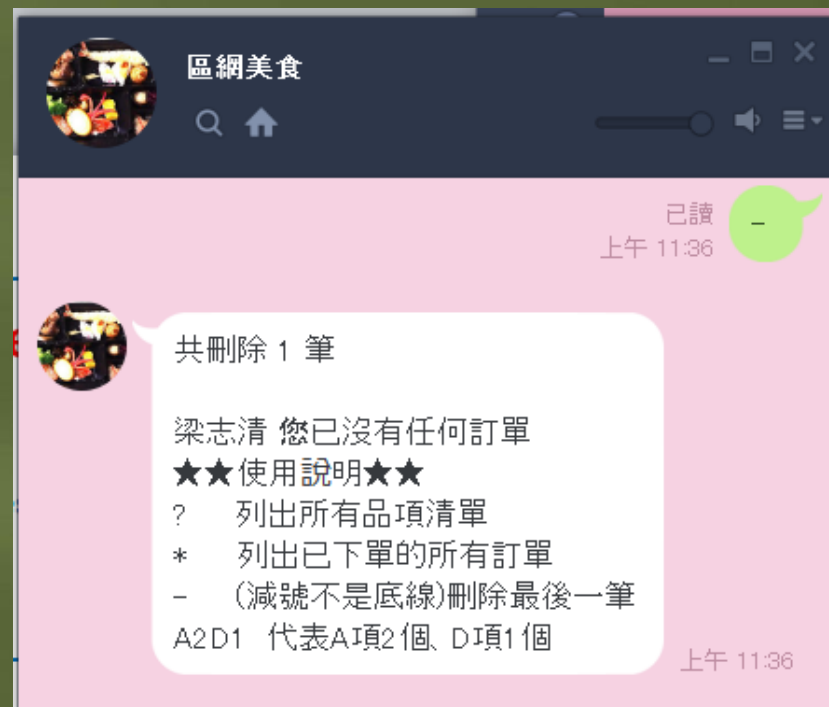 區網美食
已讀
上午 11:36
-
共刪除 1 筆
梁志清 您已沒有任何訂單
★★使用說明★★
? 列出所有品項清單
* 列出已下單的所有訂單
- (減號不是底線)刪除最後一筆
A2D1 代表A項2個、D項1個
上午 11:36